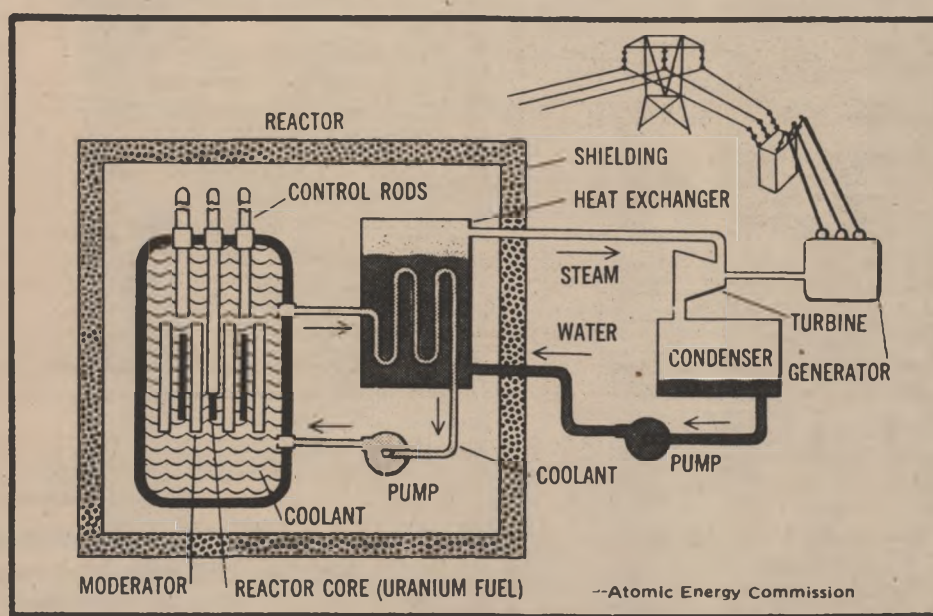 REACTOR
SHIELDING
CONTROL RODS
HEAT EXCHANGER
STEAM
WATER
TURBINE
CONDENSER
GENERATOR
PUMP
COOLANT
PUMP
COOLANT
MODERATOR
REACTOR CORE (URANIUM FUEL)
--Atomic Energy Commission